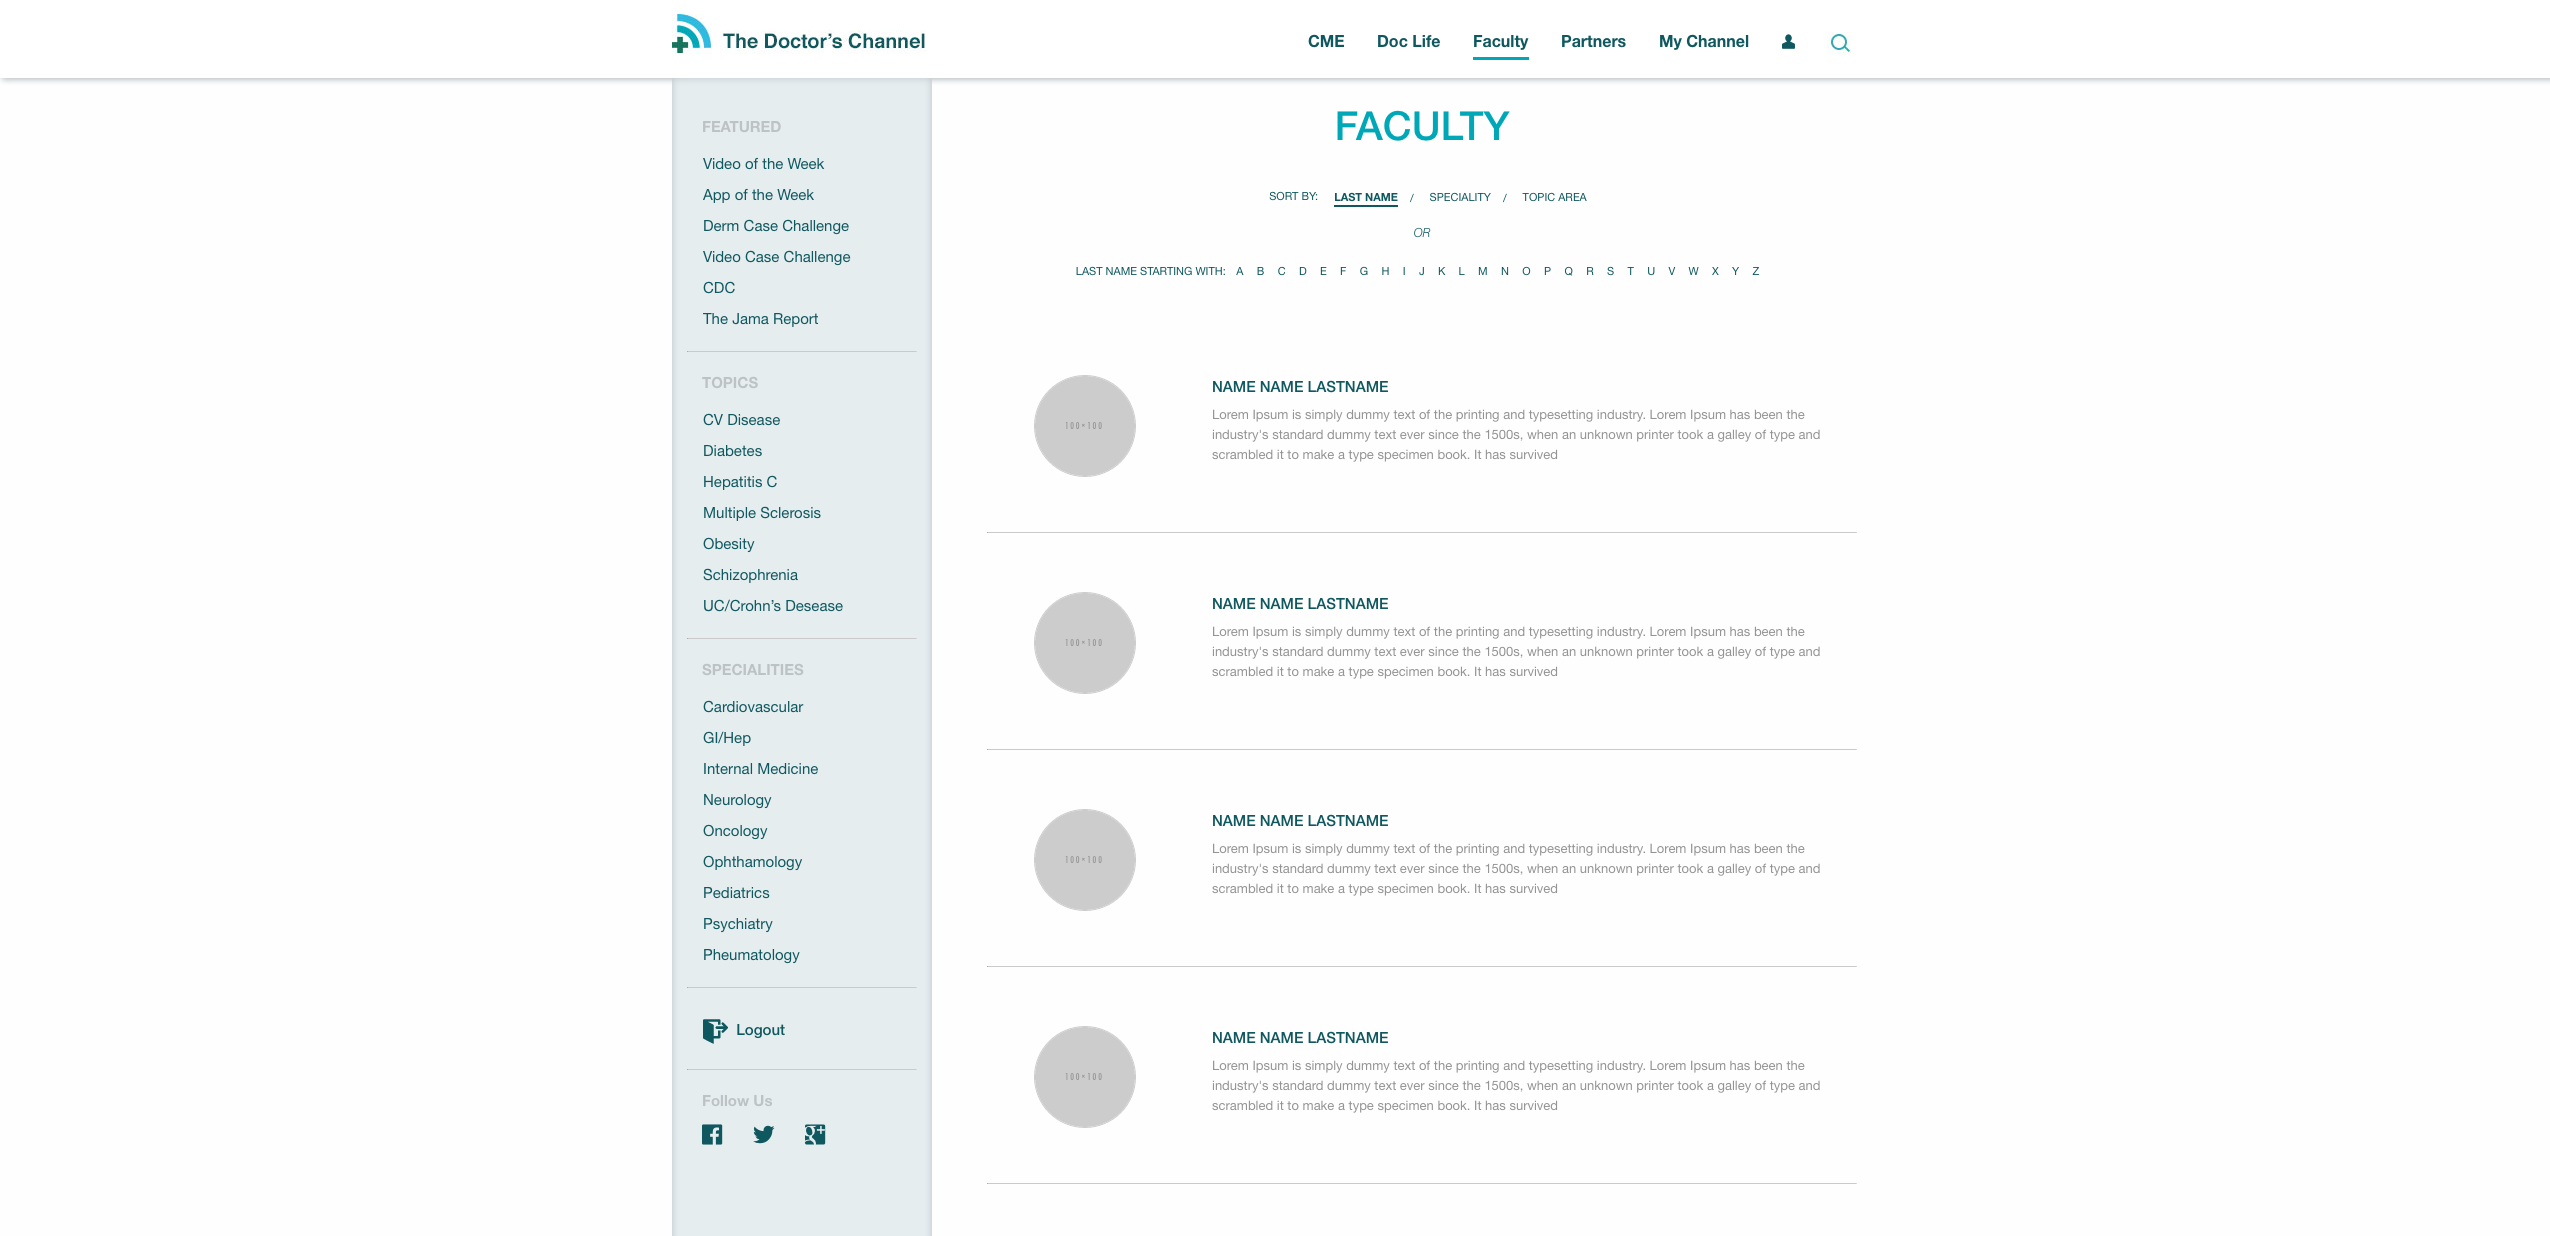 The Doctor’s Channel
CME Doc Life Faculty Partners My Channel
FEATURED
Video of the Week
App of the Week
Derm Case Challenge
Video Case Challenge
CDC
The Jama Report
TOPICS
CV Disease
Diabetes
Hepatitis C
Multiple Sclerosis
Obesity
Schizophrenia
UC/Crohn’s Desease
SPECIALITIES
Cardiovascular
GI/Hep
Internal Medicine
Neurology
Oncology
Ophthamology
Pediatrics
Psychiatry
Pheumatology
Logout
Follow Us
FACULTY
SORT BY: LAST NAME / SPECIALITY / TOPIC AREA
OR
LAST NAME STARTING WITH: A B C D E F G H I J K L M N O P Q R S T U V W X Y Z
100×100
NAME NAME LASTNAME
Lorem Ipsum is simply dummy text of the printing and typesetting industry. Lorem Ipsum has been the
industry's standard dummy text ever since the 1500s, when an unknown printer took a galley of type and
scrambled it to make a type specimen book. It has survived
100×100
NAME NAME LASTNAME
Lorem Ipsum is simply dummy text of the printing and typesetting industry. Lorem Ipsum has been the
industry's standard dummy text ever since the 1500s, when an unknown printer took a galley of type and
scrambled it to make a type specimen book. It has survived
100×100
NAME NAME LASTNAME
Lorem Ipsum is simply dummy text of the printing and typesetting industry. Lorem Ipsum has been the
industry's standard dummy text ever since the 1500s, when an unknown printer took a galley of type and
scrambled it to make a type specimen book. It has survived
100×100
NAME NAME LASTNAME
Lorem Ipsum is simply dummy text of the printing and typesetting industry. Lorem Ipsum has been the
industry's standard dummy text ever since the 1500s, when an unknown printer took a galley of type and
scrambled it to make a type specimen book. It has survived